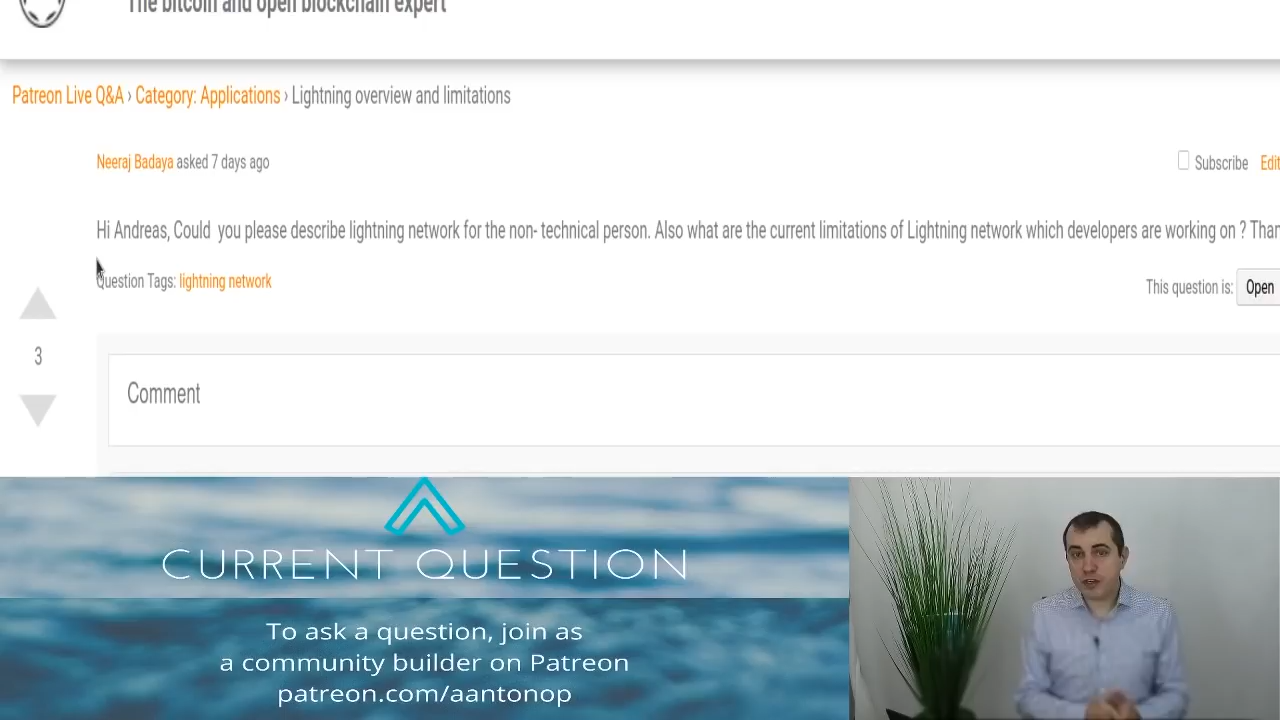 The bitcoin and open blockchain expert
Patreon Live Q&A › Category: Applications › Lightning overview and limitations
Neeraj Badaya asked 7 days ago
Subscribe Edit
Hi Andreas, Could you please describe lightning network for the non- technical person. Also what are the current limitations of Lightning network which developers are working on ? Than
Question Tags: lightning network
This question is: Open
3
Comment
CURRENT QUESTION
To ask a question, join as
a community builder on Patreon
patreon.com/aantonop